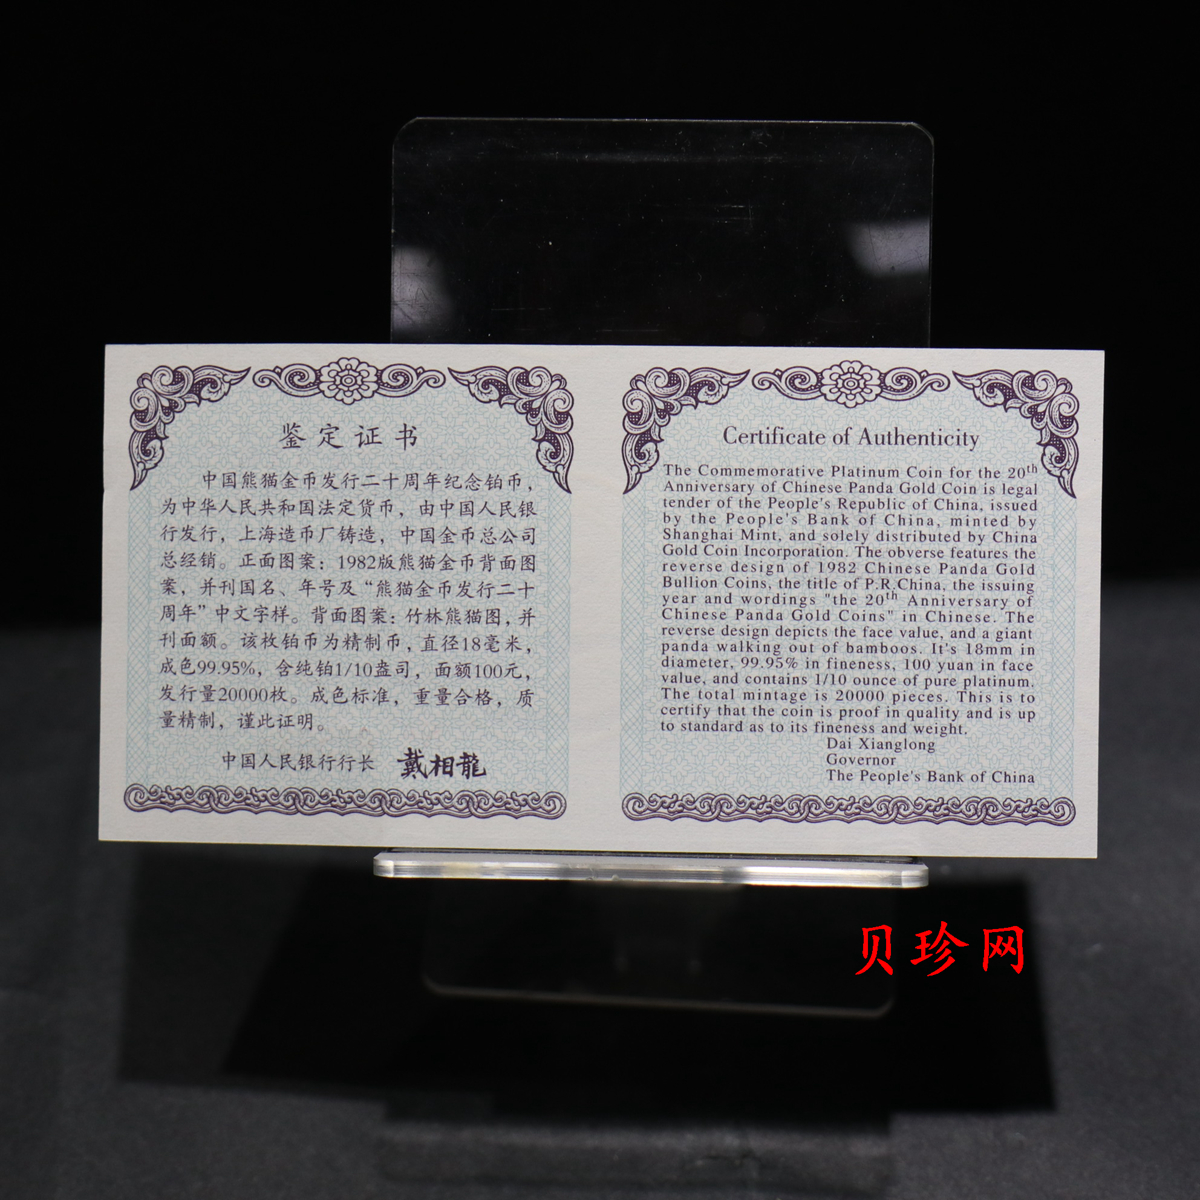 鉴定证书
中国熊猫金币发行二十周年纪念铂币，
为中华人民共和国法定货币，由中国人民银
行发行，上海造币厂铸造，中国金币总公司
总经销。正面图案：1982版熊猫金币背面图
案，并刊国名、年号及“熊猫金币发行二十
周年”中文字样。背面图案：竹林熊猫图，并
刊面额。该枚铂币为精制币，直径18毫米，
成色99.95%，含纯铂1/10盎司，面额100元，
发行量20000枚。成色标准，重量合格，质
量精制，谨此证明。
中国人民银行行长 戴相龍
Certificate of Authenticity
The Commemorative Platinum Coin for the 20th
Anniversary of Chinese Panda Gold Coin is legal
tender of the People's Republic of China, issued
by the People's Bank of China, minted by
Shanghai Mint, and solely distributed by China
Gold Coin Incorporation. The obverse features the
reverse design of 1982 Chinese Panda Gold
Bullion Coins, the title of P.R.China, the issuing
year and wordings "the 20th Anniversary of
Chinese Panda Gold Coins" in Chinese. The
reverse design depicts the face value, and a giant
panda walking out of bamboos. It's 18mm in
diameter, 99.95% in fineness, 100 yuan in face
value, and contains 1/10 ounce of pure platinum.
The total mintage is 20000 pieces. This is to
certify that the coin is proof in quality and is up
to standard as to its fineness and weight.
Dai Xianglong
Governor
The People's Bank of China
贝珍网